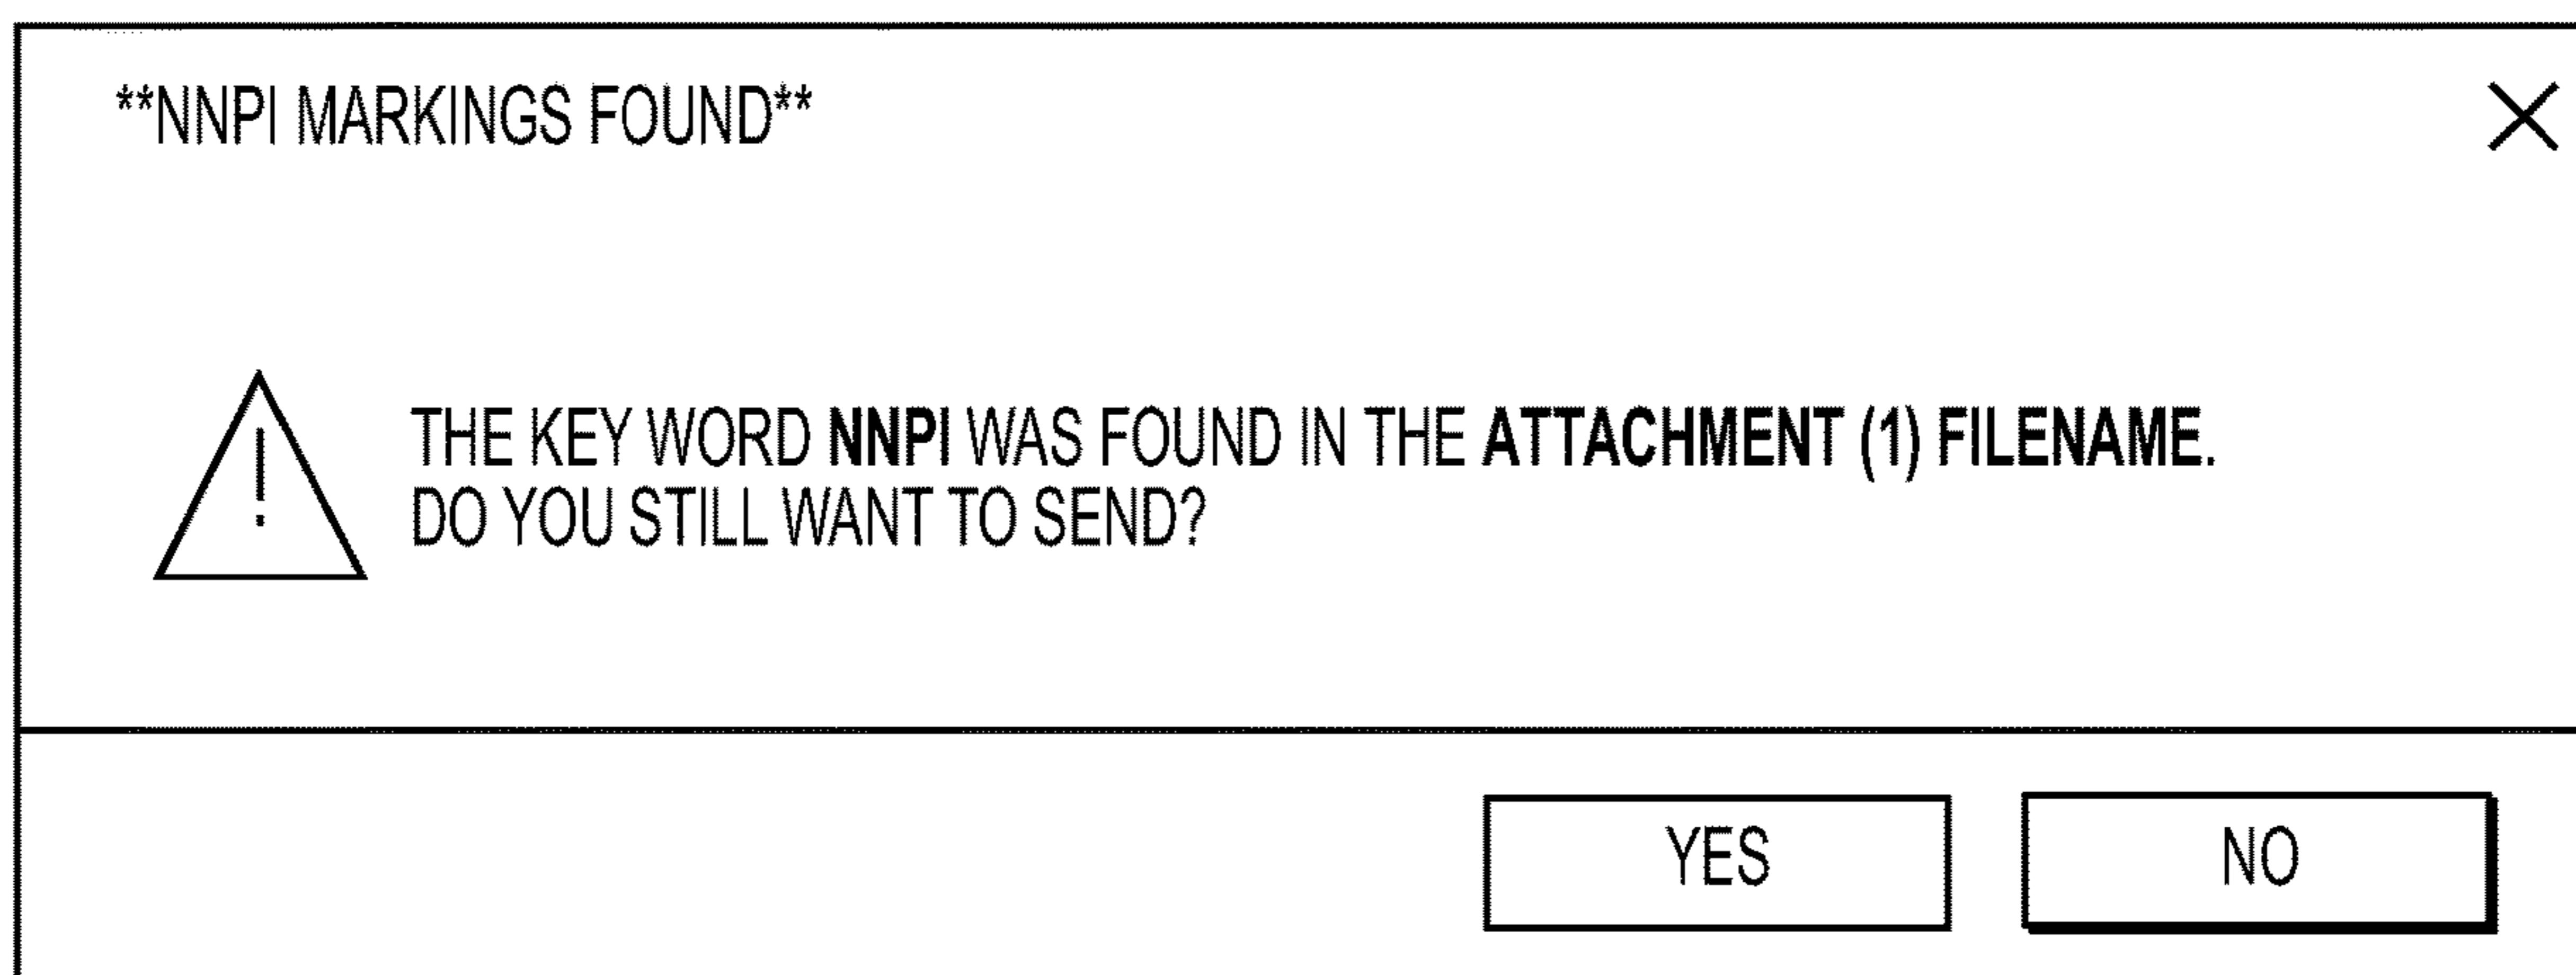 **NNPI MARKINGS FOUND**
THE KEY WORD NNPI WAS FOUND IN THE ATTACHMENT (1) FILENAME.
DO YOU STILL WANT TO SEND?
YES
NO